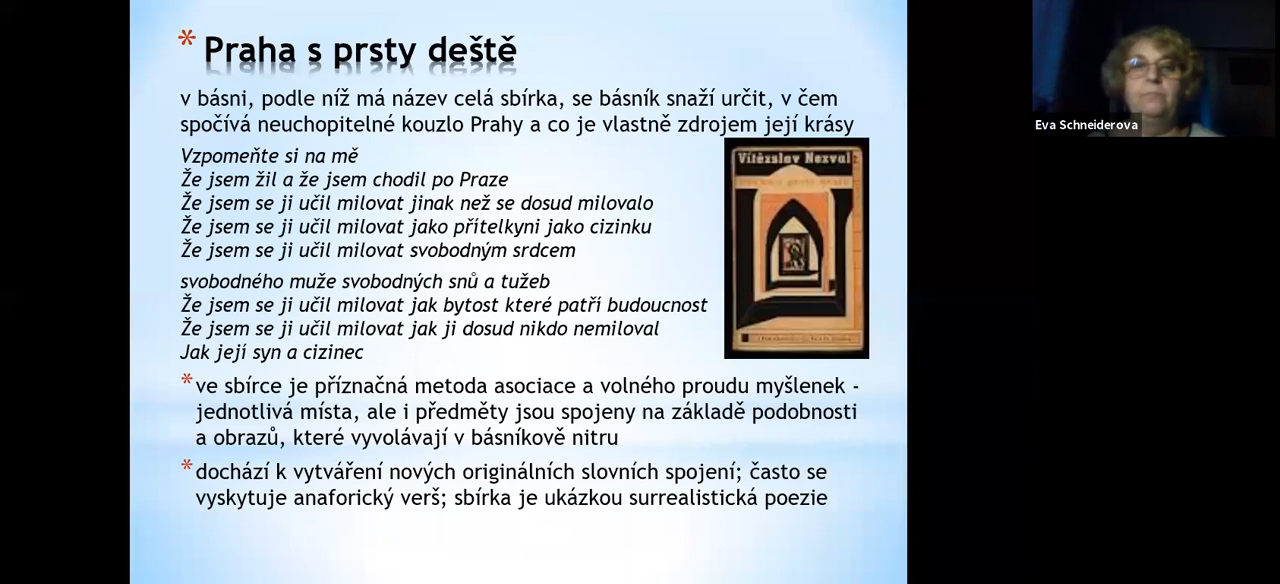 * Praha s prsty deště
v básni, podle níž má název celá sbírka, se básník snaží určit, v čem
spočívá neuchopitelné kouzlo Prahy a co je vlastně zdrojem její krásy
Vzpomeňte si na mě
Že jsem žil a že jsem chodil po Praze
Že jsem se ji učil milovat jinak než se dosud milovalo
Že jsem se ji učil milovat jako přítelkyni jako cizinku
Že jsem se ji učil milovat svobodným srdcem
svobodného muže svobodných snů a tužeb
Že jsem se ji učil milovat jak bytost které patří budoucnost
Že jsem se ji učil milovat jak ji dosud nikdo nemiloval
Jak její syn a cizinec
* ve sbírce je příznačná metoda asociace a volného proudu myšlenek -
jednotlivá místa, ale i předměty jsou spojeny na základě podobnosti
a obrazů, které vyvolávají v básníkově nitru
* dochází k vytváření nových originálních slovních spojení; často se
vyskytuje anaforický verš; sbírka je ukázkou surrealistická poezie
Vítězslav Nezval:
Eva Schneiderova